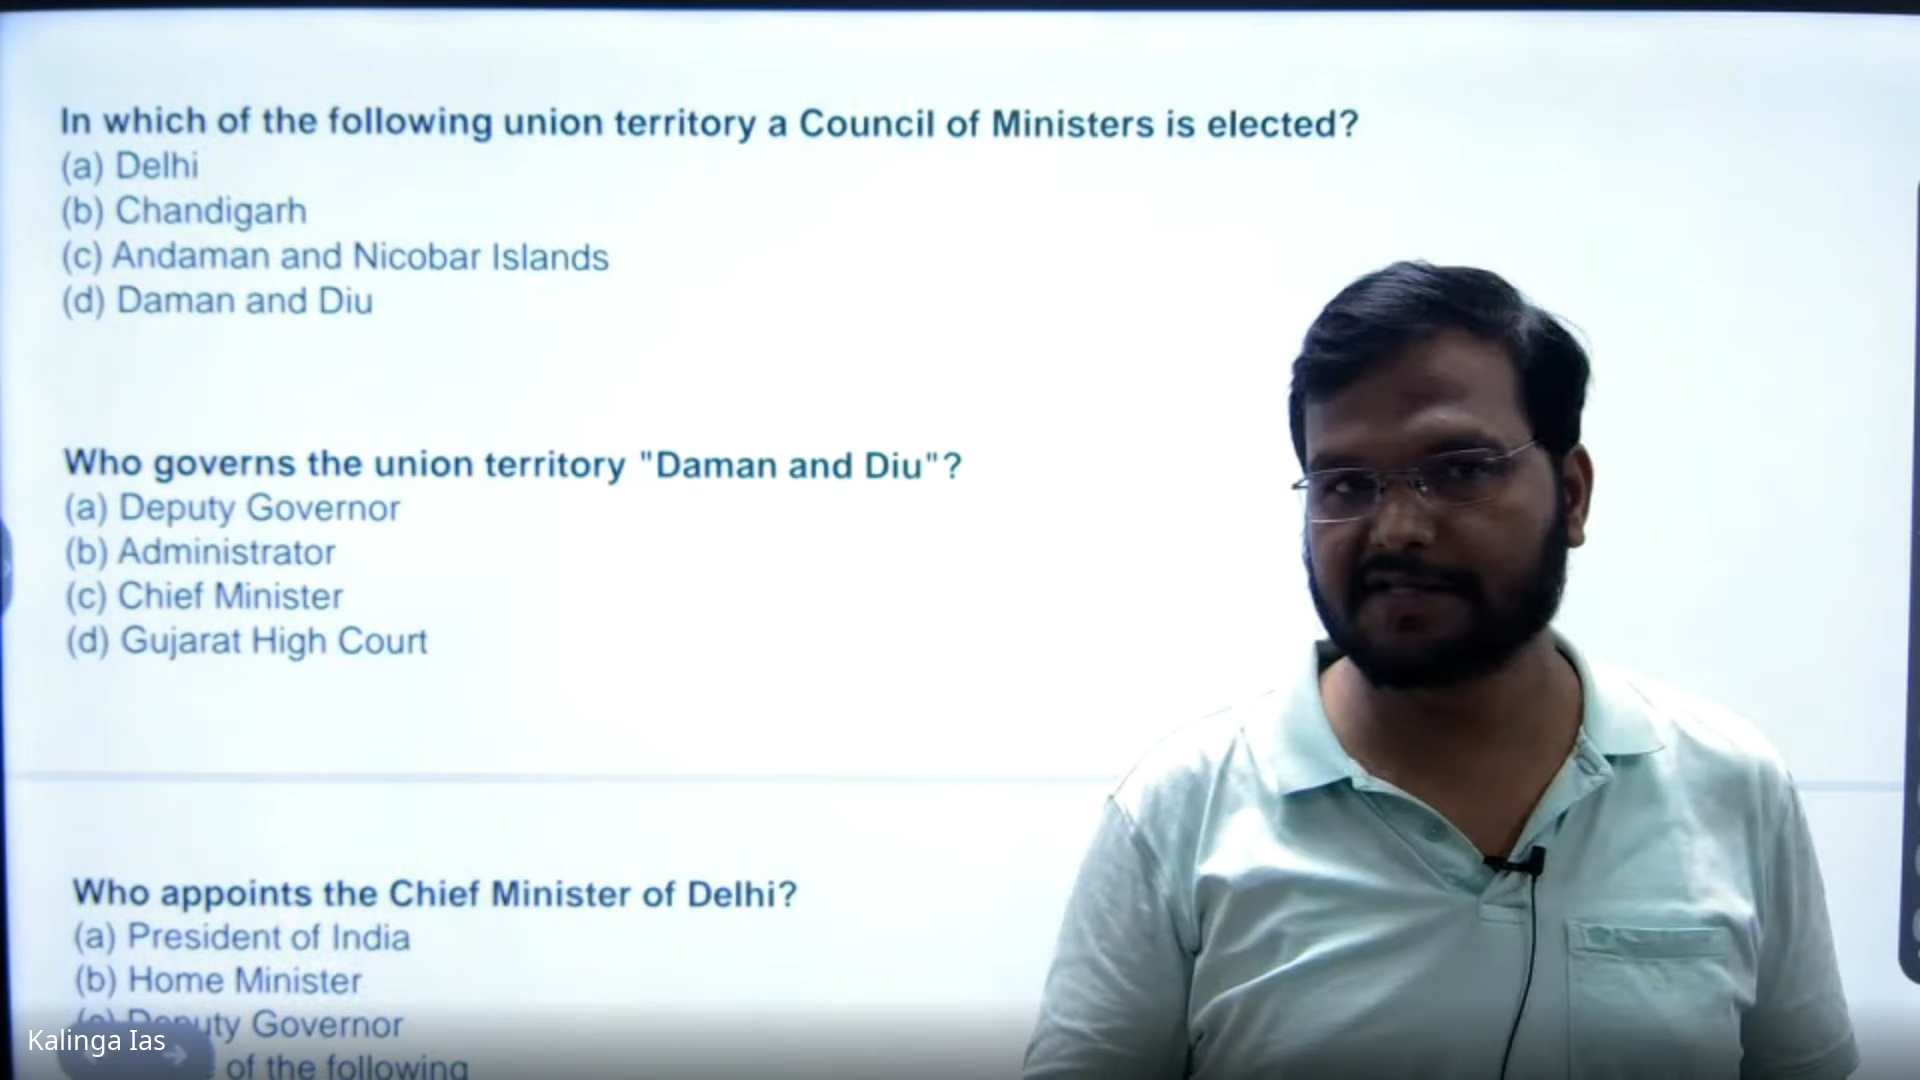 In which of the following union territory a Council of Ministers is elected?
(a) Delhi
(b) Chandigarh
(c) Andaman and Nicobar Islands
(d) Daman and Diu
Who governs the union territory "Daman and Diu"?
(a) Deputy Governor
(b) Administrator
(c) Chief Minister
(d) Gujarat High Court
Who appoints the Chief Minister of Delhi?
(a) President of India
(b) Home Minister
(c) Deputy Governor
of the following
Kalinga Ias